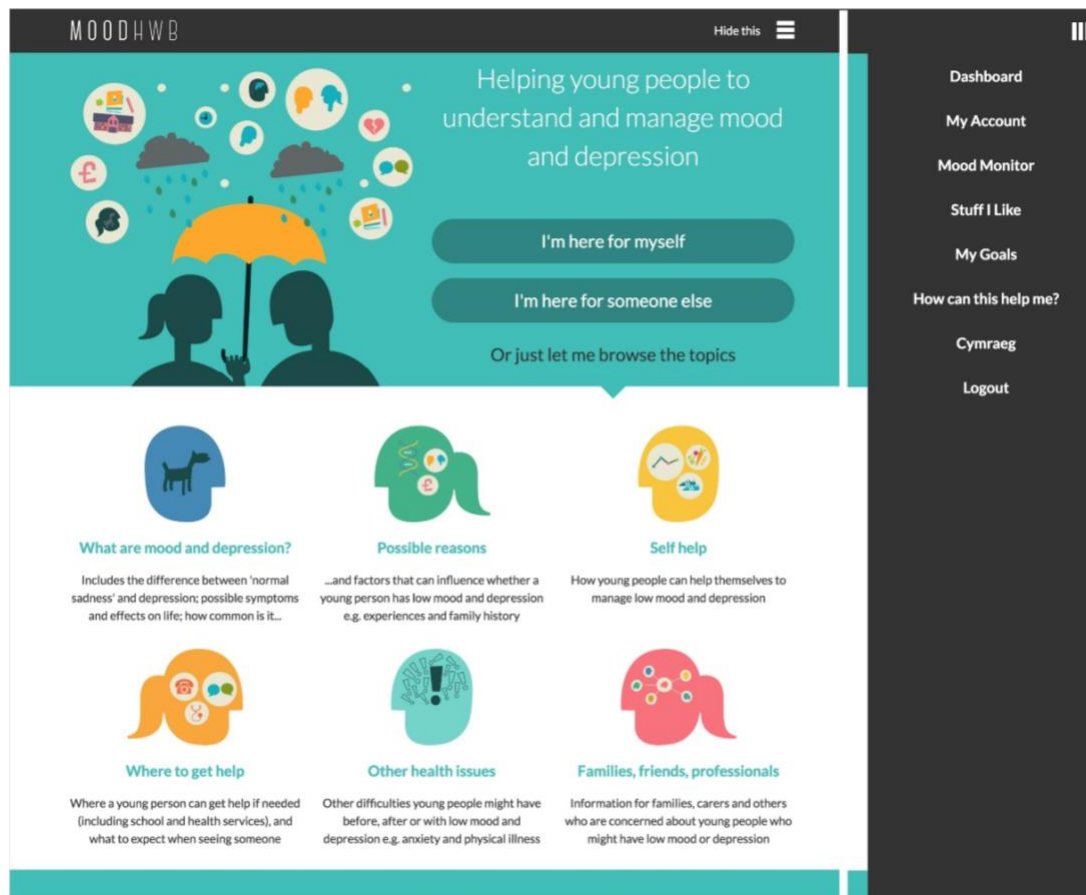 MOODHWB
Hide this
Helping young people to
understand and manage mood
and depression
I'm here for myself
I'm here for someone else
Or just let me browse the topics
What are mood and depression?
Includes the difference between 'normal
sadness' and depression; possible symptoms
and effects on life; how common is it...
Possible reasons
...and factors that can influence whether a
young person has low mood and depression
e.g. experiences and family history
Self help
How young people can help themselves to
manage low mood and depression
Where to get help
Where a young person can get help if needed
(including school and health services), and
what to expect when seeing someone
Other health issues
Other difficulties young people might have
before, after or with low mood and
depression e.g. anxiety and physical illness
Families, friends, professionals
Information for families, carers and others
who are concerned about young people who
might have low mood or depression
Dashboard
My Account
Mood Monitor
Stuff I Like
My Goals
How can this help me?
Cymraeg
Logout